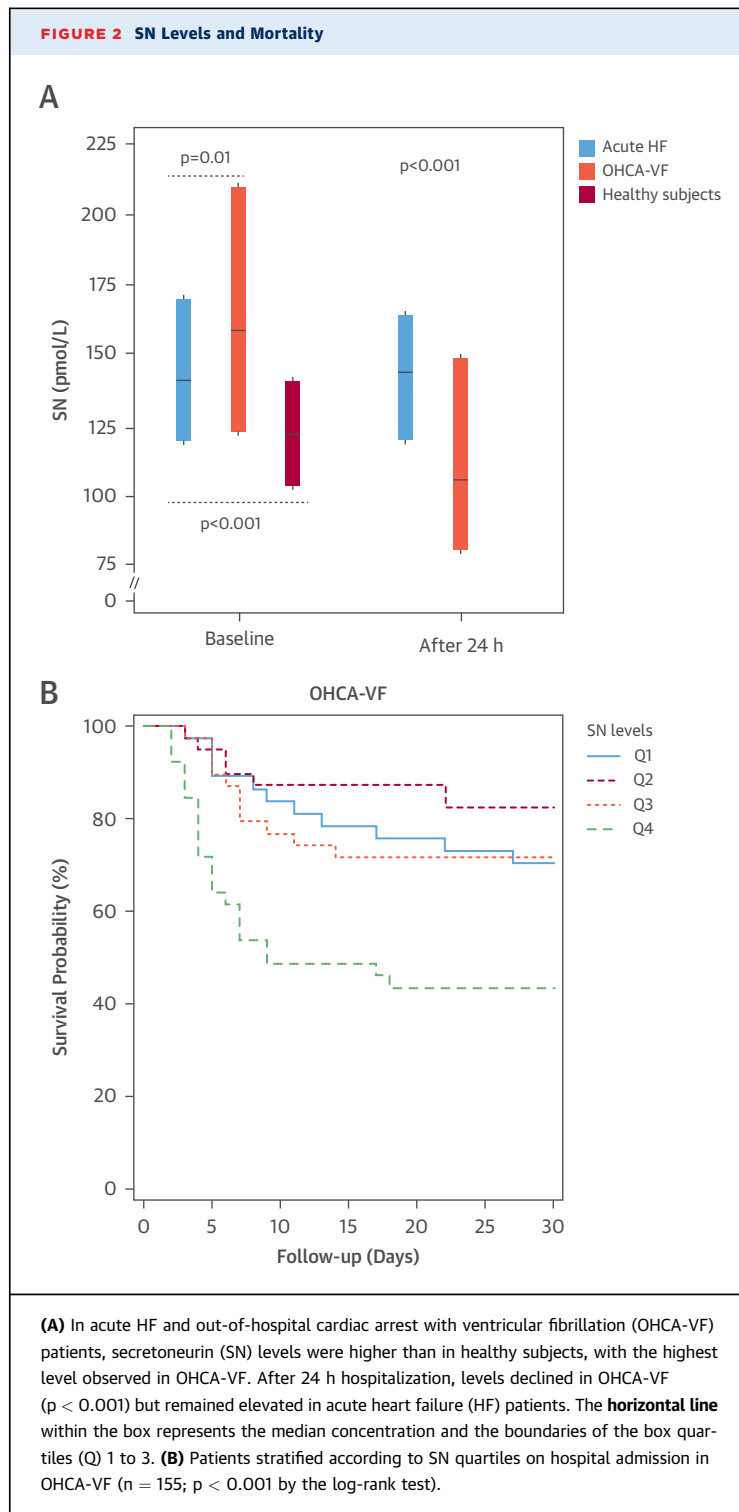 FIGURE 2 SN Levels and Mortality
A
225
200
175
150
125
100
75
0
SN (pmol/L)
p=0.01
p<0.001
p<0.001
Baseline
After 24 h
Acute HF
OHCA-VF
Healthy subjects
B
OHCA-VF
100
80
60
40
20
0
Survival Probability (%)
0 5 10 15 20 25 30
Follow-up (Days)
SN levels
Q1
Q2
Q3
Q4
(A) In acute HF and out-of-hospital cardiac arrest with ventricular fibrillation (OHCA-VF)
patients, secretoneurin (SN) levels were higher than in healthy subjects, with the highest
level observed in OHCA-VF. After 24 h hospitalization, levels declined in OHCA-VF
(p < 0.001) but remained elevated in acute heart failure (HF) patients. The horizontal line
within the box represents the median concentration and the boundaries of the box quar-
tiles (Q) 1 to 3. (B) Patients stratified according to SN quartiles on hospital admission in
OHCA-VF (n = 155; p < 0.001 by the log-rank test).